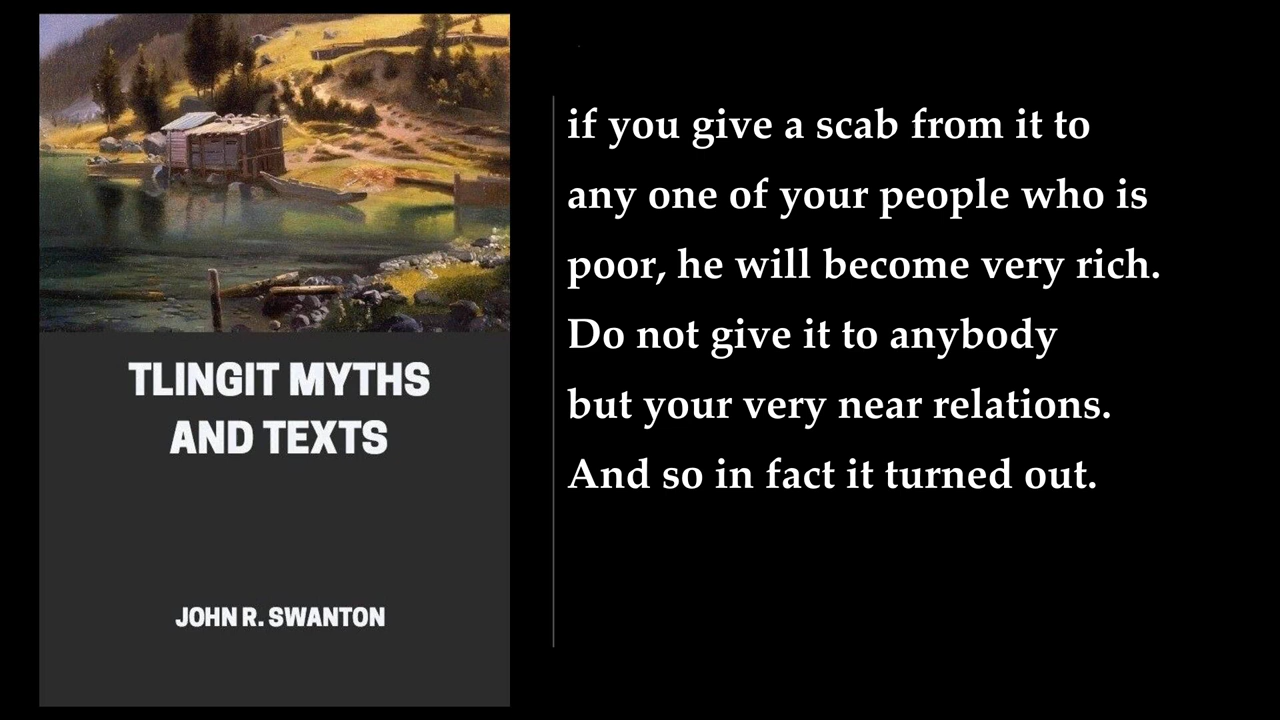 TLINGIT MYTHS
AND TEXTS
JOHN R. SWANTON
if you give a scab from it to
any one of your people who is
poor, he will become very rich.
Do not give it to anybody
but your very near relations.
And so in fact it turned out.